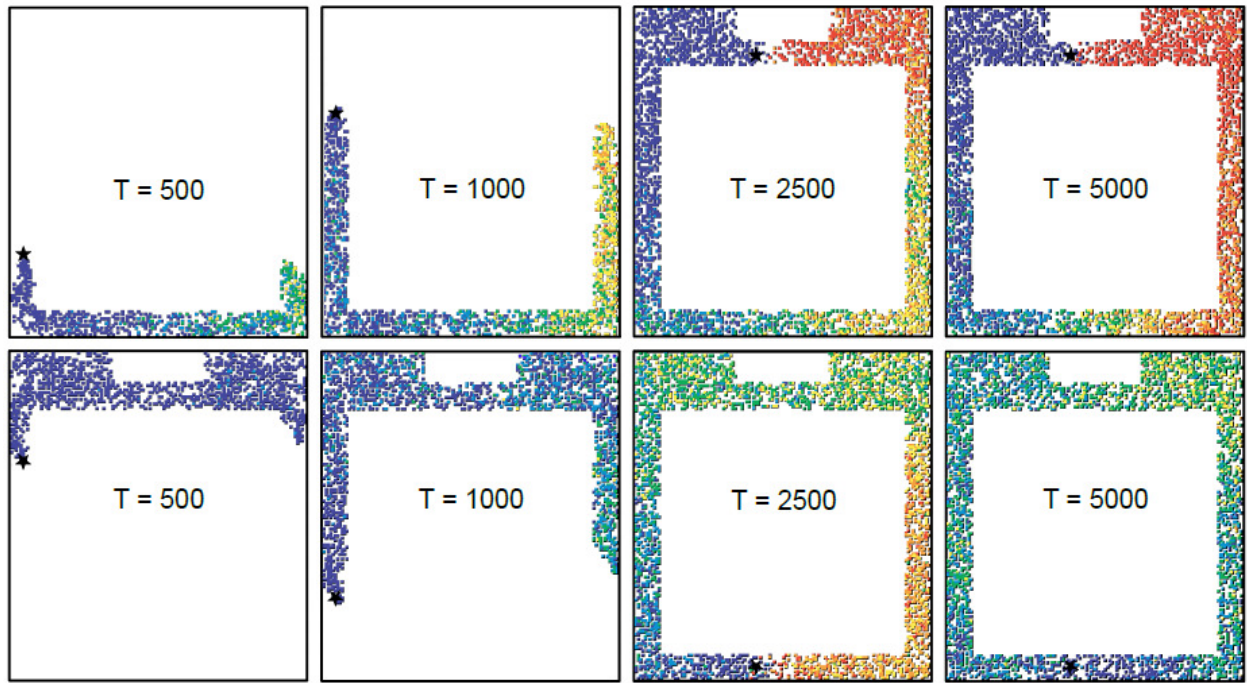 T = 500
T = 1000
T = 2500
T = 5000
T = 500
T = 1000
T = 2500
T = 5000